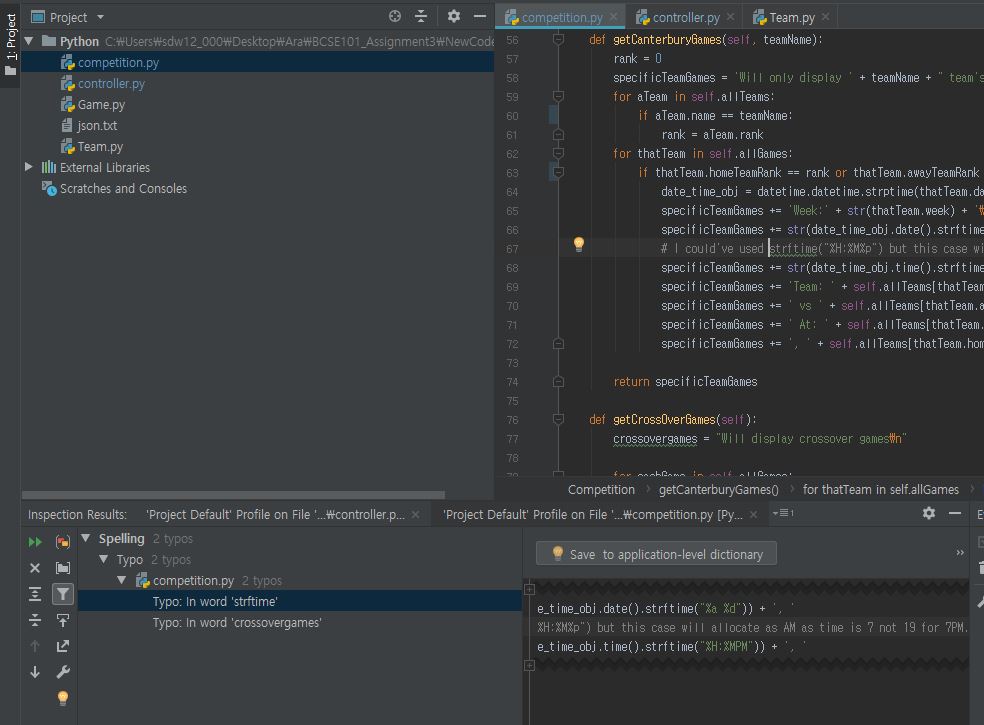 1: Project
Project
Python C:₩Users₩sdw12_000₩Desktop₩Ara₩BCSE101_Assignment3₩NewCode
competition.py
controller.py
Game.py
json.txt
Team.py
External Libraries
Scratches and Consoles
competition.py
controller.py
Team.py
56 def getCanterburyGames(self, teamName):
57 rank = 0
58 specificTeamGames = 'Will only display ' + teamName + " team's
59 for aTeam in self.allTeams:
60 if aTeam.name == teamName:
61 rank = aTeam.rank
62 for thatTeam in self.allGames:
63 if thatTeam.homeTeamRank == rank or thatTeam.awayTeamRank
64 date_time_obj = datetime.datetime.strptime(thatTeam.da
65 specificTeamGames += 'Week:' + str(thatTeam.week) + '₩
66 specificTeamGames += str(date_time_obj.date().strftime
67 # I could've used strftime("%H:%M%p") but this case wi
68 specificTeamGames += str(date_time_obj.time().strftime
69 specificTeamGames += 'Team: ' + self.allTeams[thatTeam
70 specificTeamGames += ' vs ' + self.allTeams[thatTeam.a
71 specificTeamGames += ' At: ' + self.allTeams[thatTeam.
72 specificTeamGames += ', ' + self.allTeams[thatTeam.hom
73
74 return specificTeamGames
75
76 def getCrossOverGames(self):
77 crossovergames = "Will display crossover games₩n"
78
79 for eachGame in self.allGames:
Competition getCanterburyGames() for thatTeam in self.allGames
Inspection Results: 'Project Default' Profile on File '...₩controller.p... 'Project Default' Profile on File '...₩competition.py [Py...
Spelling 2 typos
Typo 2 typos
competition.py 2 typos
Typo: In word 'strftime'
Typo: In word 'crossovergames'
Save to application-level dictionary
e_time_obj.date().strftime("%a %d")) + ', '
%H:%M%p") but this case will allocate as AM as time is 7 not 19 for 7PM.
e_time_obj.time().strftime("%H:%MPM")) + ', '